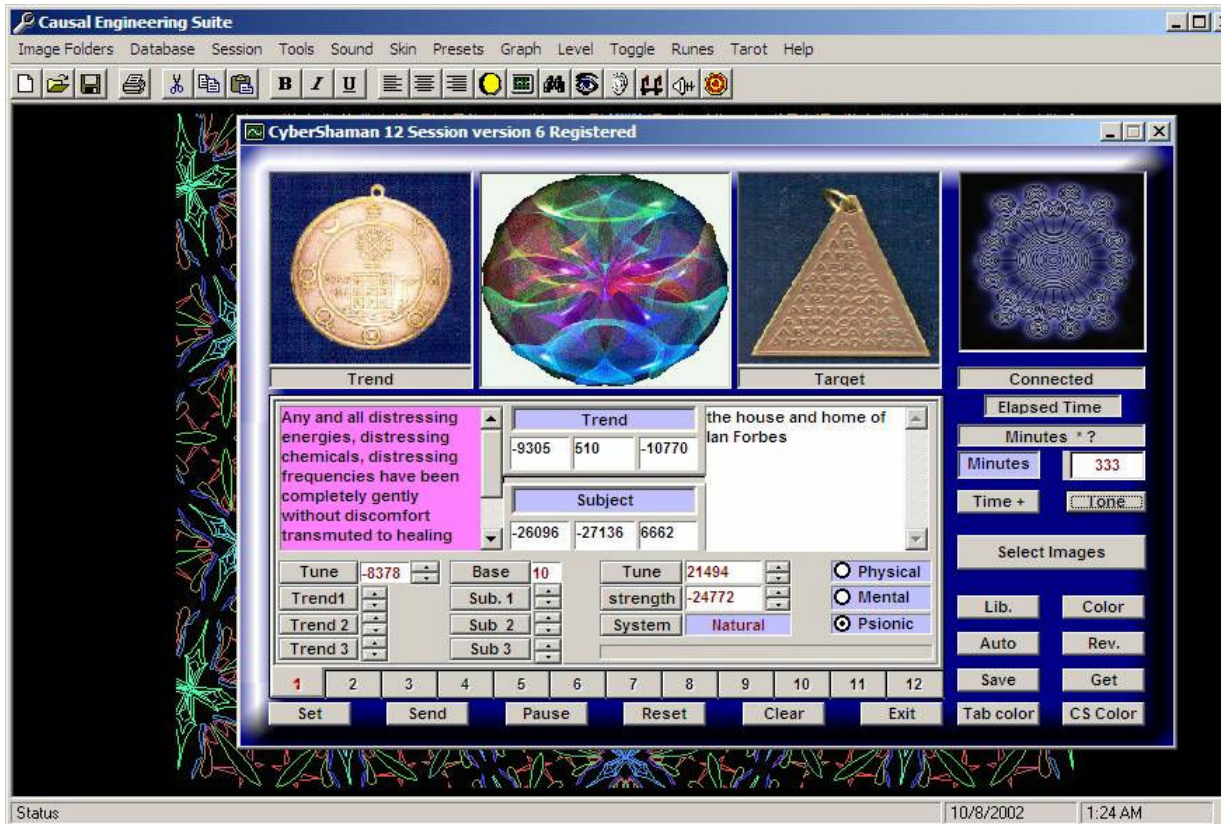 Causal Engineering Suite
Image Folders Database Session Tools Sound Skin Presets Graph Level Toggle Runes Tarot Help
B I U
CyberShaman 12 Session version 6 Registered
Trend
Target
Connected
Any and all distressing
energies, distressing
chemicals, distressing
frequencies have been
completely gently
without discomfort
transmuted to healing
Trend
-9305 510 -10770
Subject
-26096 -27136 6662
the house and home of
Ian Forbes
Elapsed Time
Minutes * ?
Minutes 333
Time + Tone
Select Images
Tune -8378 Base 10 Tune 21494 Physical
Trend1 Sub. 1 strength -24772 Mental
Trend 2 Sub 2 System Natural Psionic
Trend 3 Sub 3
Lib. Color
Auto Rev.
Save Get
Tab color CS Color
1 2 3 4 5 6 7 8 9 10 11 12
Set Send Pause Reset Clear Exit
Status 10/8/2002 1:24 AM